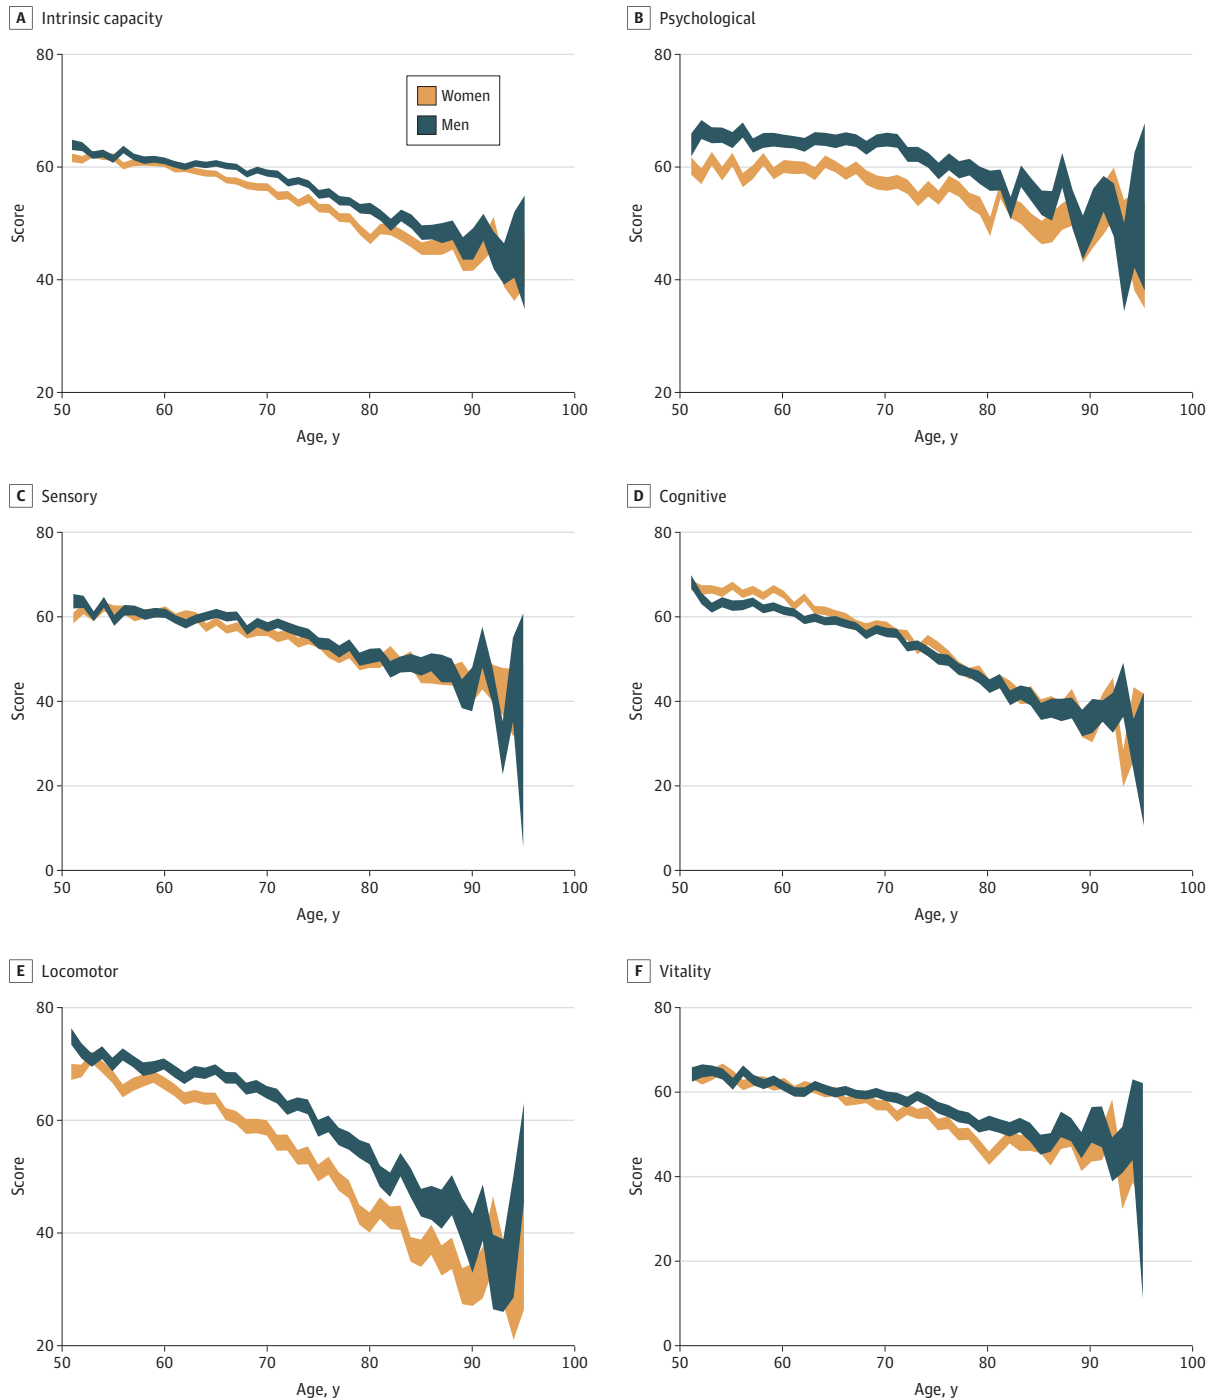 A Intrinsic capacity
80
60
40
20
50 60 70 80 90 100
Score
Age, y
Women
Men
B Psychological
80
60
40
20
50 60 70 80 90 100
Score
Age, y
C Sensory
80
60
40
20
0
50 60 70 80 90 100
Score
Age, y
D Cognitive
80
60
40
20
0
50 60 70 80 90 100
Score
Age, y
E Locomotor
80
60
40
20
50 60 70 80 90 100
Score
Age, y
F Vitality
80
60
40
20
0
50 60 70 80 90 100
Score
Age, y